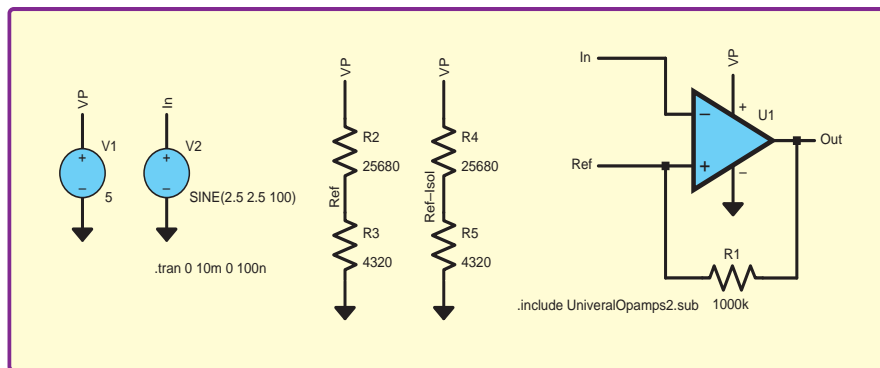 VP
V1
+
−
5
In
V2
+
−
SINE(2.5 2.5 100)
.tran 0 10m 0 100n
VP
R2
25680
Ref
R3
4320
VP
R4
25680
Ref–Isol
R5
4320
In
VP
+
U1
−
Ref
+
−
Out
R1
1000k
.include UniveralOpamps2.sub